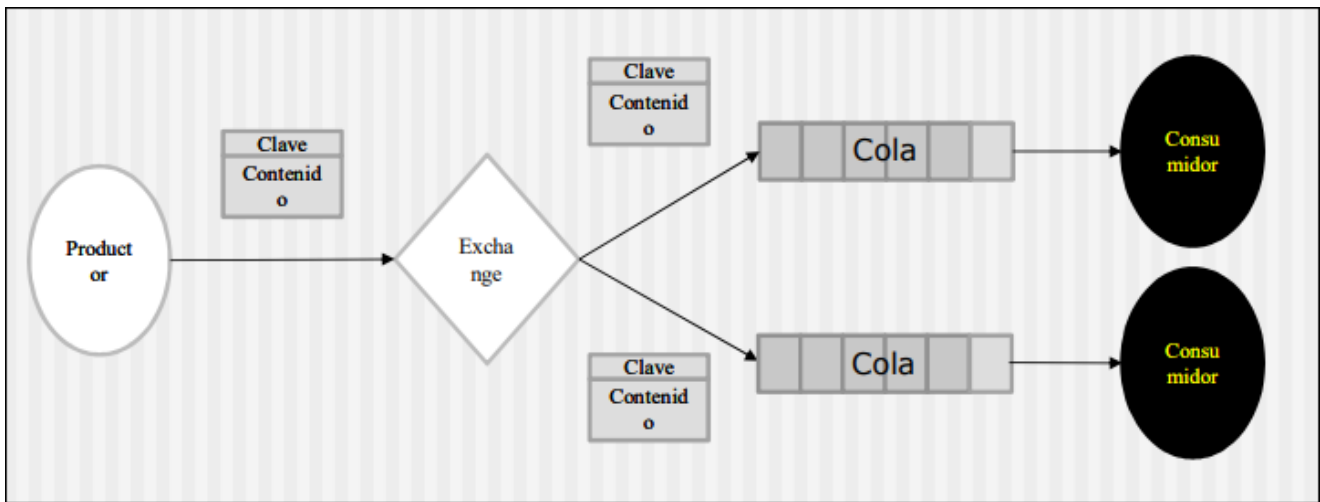 Clave
Contenid
o
Product
or
Excha
nge
Clave
Contenid
o
Cola
Consu
midor
Clave
Contenid
o
Cola
Consu
midor